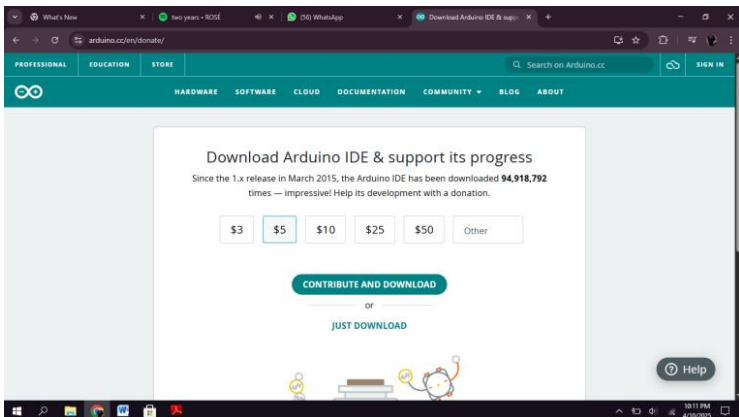 What's New
two years • ROSÉ
(56) WhatsApp
Download Arduino IDE & supp
arduino.cc/en/donate/
PROFESSIONAL EDUCATION STORE
Search on Arduino.cc
SIGN IN
HARDWARE SOFTWARE CLOUD DOCUMENTATION COMMUNITY BLOG ABOUT
Download Arduino IDE & support its progress
Since the 1.x release in March 2015, the Arduino IDE has been downloaded 94,918,792
times — impressive! Help its development with a donation.
$3 $5 $10 $25 $50 Other
CONTRIBUTE AND DOWNLOAD
or
JUST DOWNLOAD
Help
10:11 PM
4/10/2025